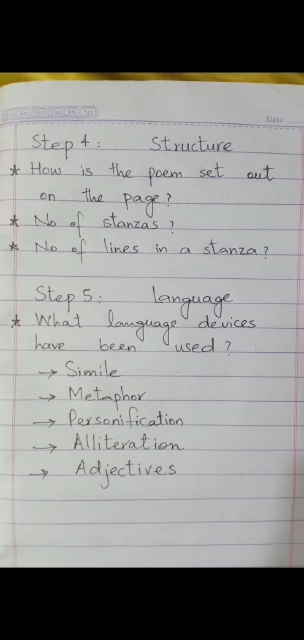 Date
Step 4: Structure
* How is the poem set out
on the page?
* No of stanzas?
* No of lines in a stanza?
Step 5: language
* What language devices
have been used?
→ Simile
→ Metaphor
→ Personification
→ Alliteration
→ Adjectives